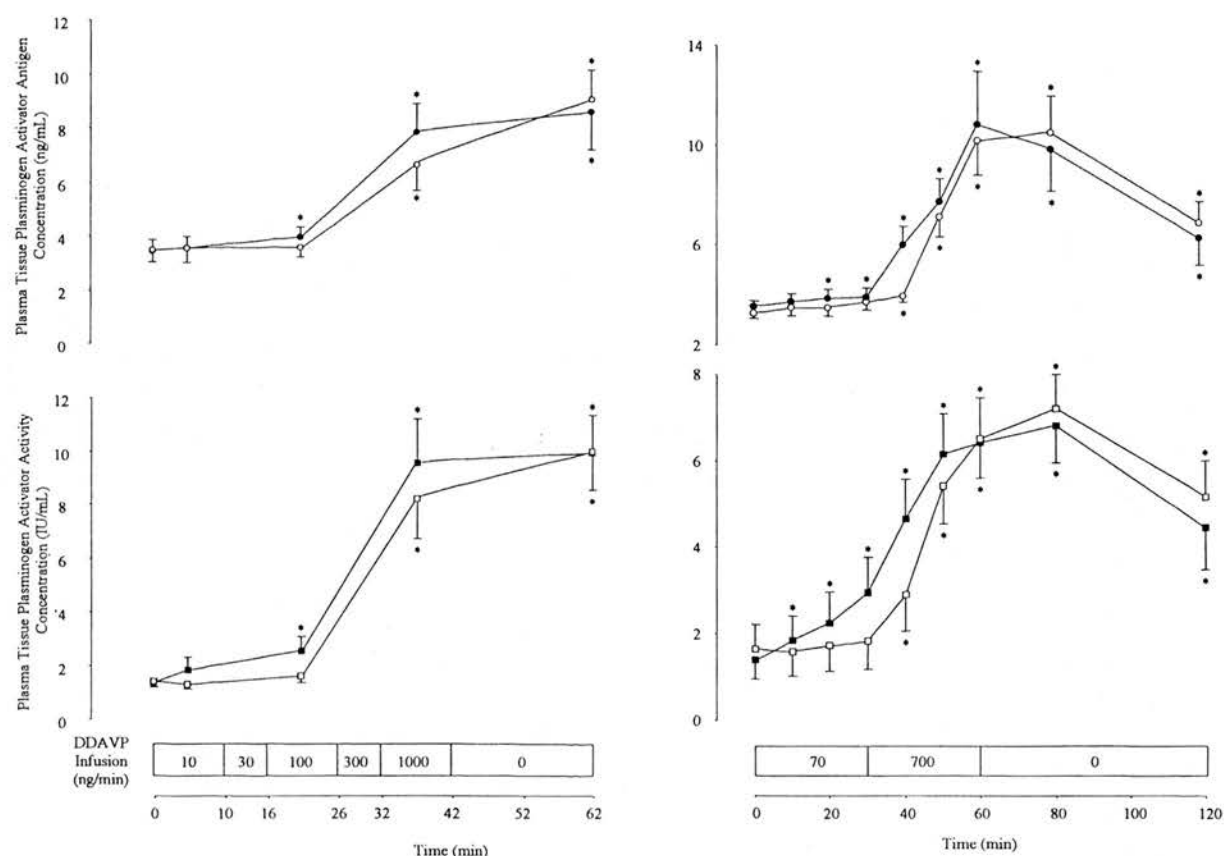 Plasma Tissue Plasminogen Activator Antigen
Concentration (ng/mL)
12
10
8
6
4
2
0
14
10
6
2
Plasma Tissue Plasminogen Activator Activity
Concentration (IU/mL)
12
10
8
6
4
2
0
8
6
4
2
0
DDAVP
Infusion
(ng/min)
10 30 100 300 1000 0
70 700 0
0 10 16 26 32 42 52 62
Time (min)
0 20 40 60 80 100 120
Time (min)